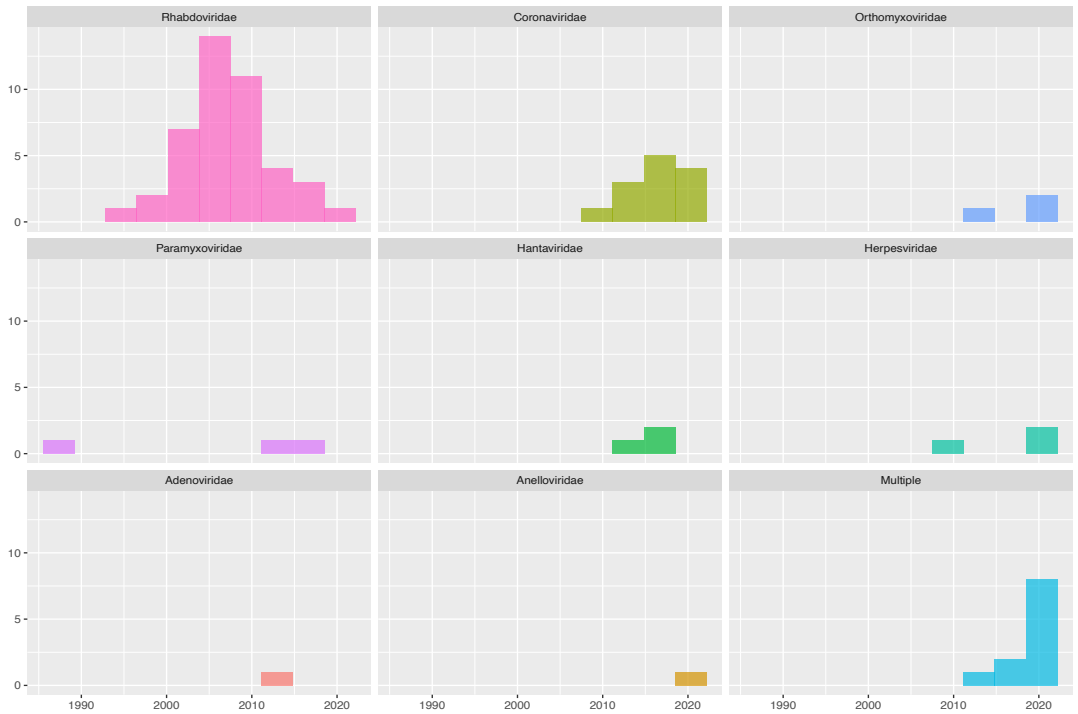 Rhabdoviridae Coronaviridae Orthomyxoviridae
10
5
0
Paramyxoviridae Hantaviridae Herpesviridae
10
5
0
Adenoviridae Anelloviridae Multiple
10
5
0
1990 2000 2010 2020 1990 2000 2010 2020 1990 2000 2010 2020